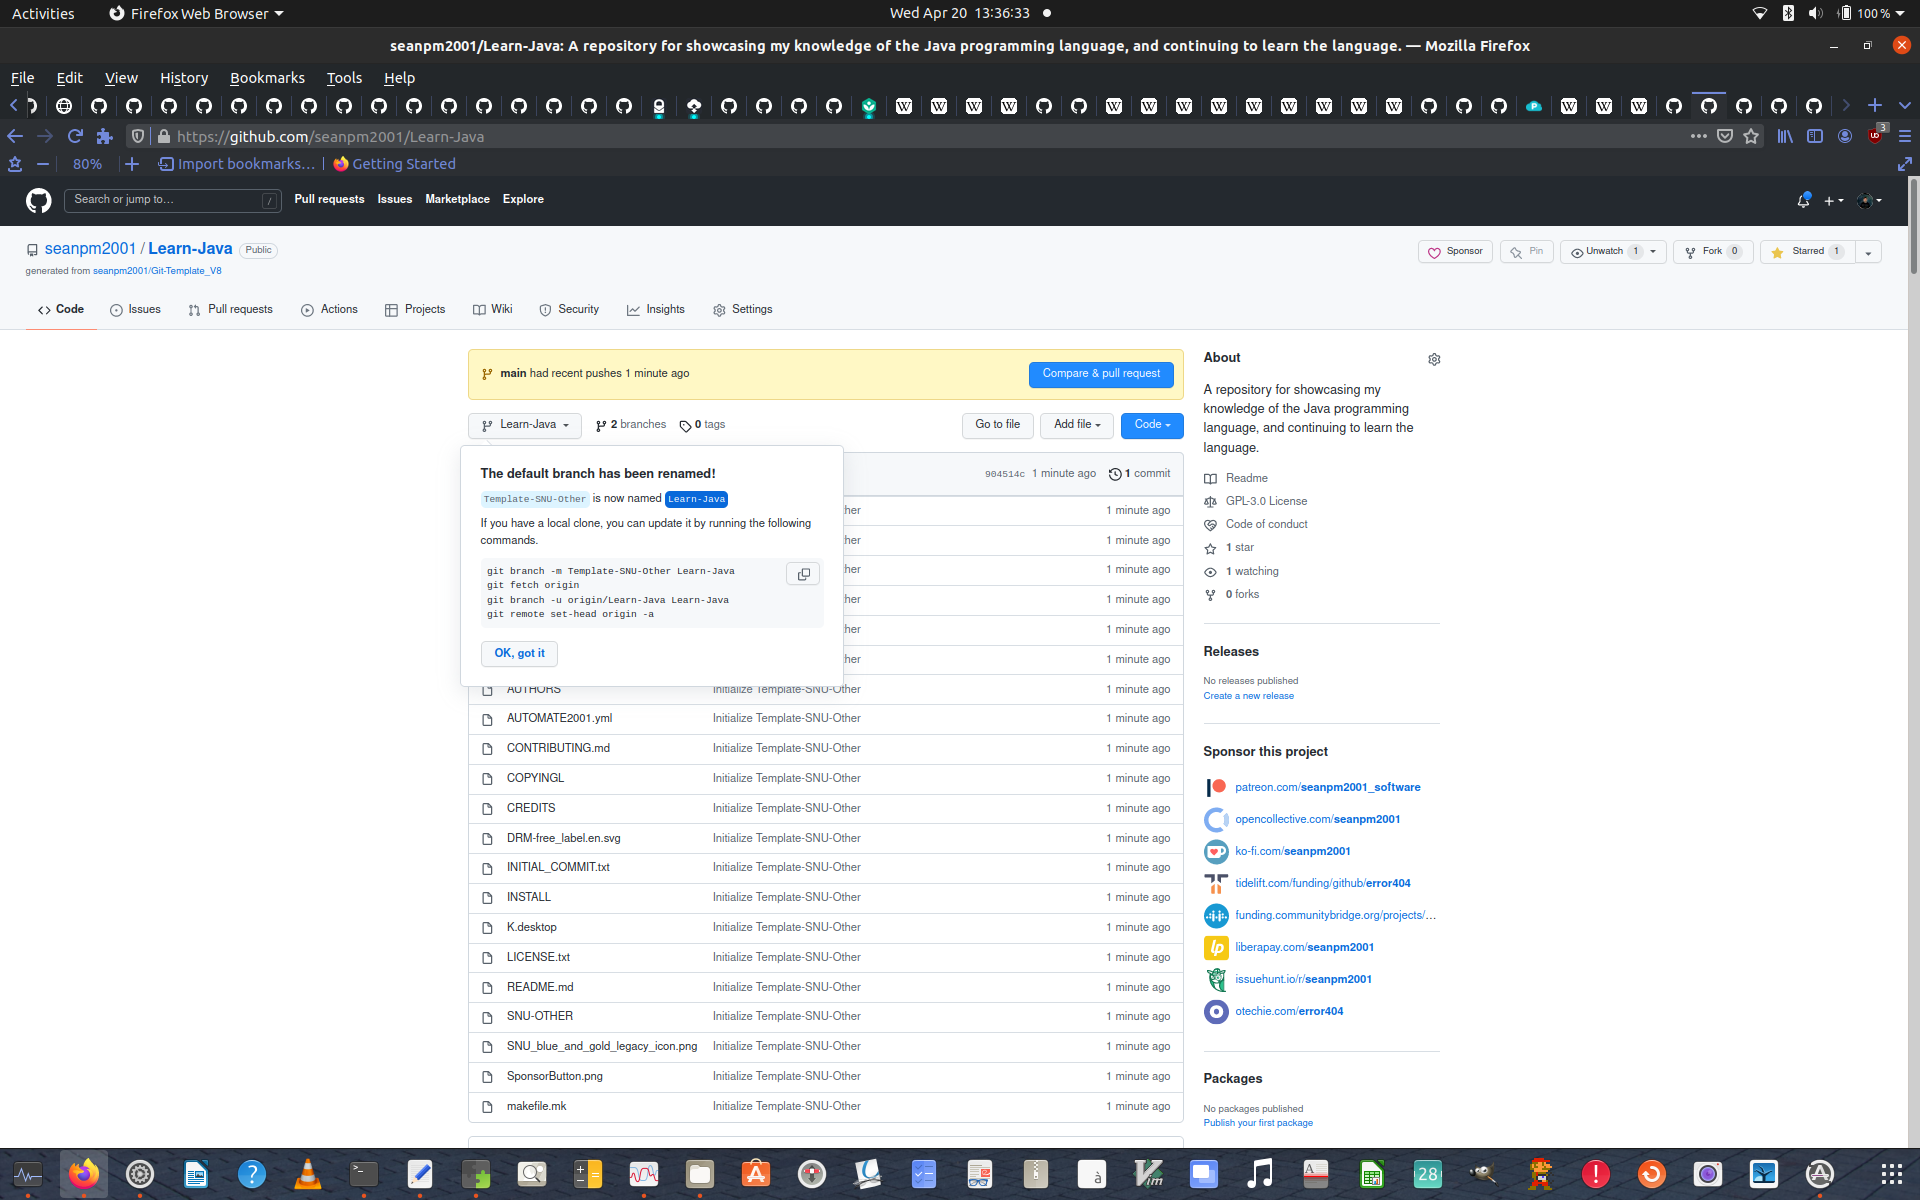 Activities
Firefox Web Browser
Wed Apr 20 13:36:33
100 %
seanpm2001/Learn-Java: A repository for showcasing my knowledge of the Java programming language, and continuing to learn the language. — Mozilla Firefox
File Edit View History Bookmarks Tools Help
https://github.com/seanpm2001/Learn-Java
3
80%
Import bookmarks...
Getting Started
Search or jump to...
/
Pull requests Issues Marketplace Explore
seanpm2001 / Learn-Java Public
generated from seanpm2001/Git-Template_V8
Sponsor
Pin
Unwatch 1
Fork 0
Starred 1
Code
Issues
Pull requests
Actions
Projects
Wiki
Security
Insights
Settings
main had recent pushes 1 minute ago
Compare & pull request
Learn-Java
2 branches
0 tags
Go to file
Add file
Code
904514c 1 minute ago
1 commit
The default branch has been renamed!
Template-SNU-Other is now named Learn-Java
If you have a local clone, you can update it by running the following
commands.
git branch -m Template-SNU-Other Learn-Java
git fetch origin
git branch -u origin/Learn-Java Learn-Java
git remote set-head origin -a
OK, got it
her 1 minute ago
her 1 minute ago
her 1 minute ago
her 1 minute ago
her 1 minute ago
her 1 minute ago
AUTHORS Initialize Template-SNU-Other 1 minute ago
AUTOMATE2001.yml Initialize Template-SNU-Other 1 minute ago
CONTRIBUTING.md Initialize Template-SNU-Other 1 minute ago
COPYINGL Initialize Template-SNU-Other 1 minute ago
CREDITS Initialize Template-SNU-Other 1 minute ago
DRM-free_label.en.svg Initialize Template-SNU-Other 1 minute ago
INITIAL_COMMIT.txt Initialize Template-SNU-Other 1 minute ago
INSTALL Initialize Template-SNU-Other 1 minute ago
K.desktop Initialize Template-SNU-Other 1 minute ago
LICENSE.txt Initialize Template-SNU-Other 1 minute ago
README.md Initialize Template-SNU-Other 1 minute ago
SNU-OTHER Initialize Template-SNU-Other 1 minute ago
SNU_blue_and_gold_legacy_icon.png Initialize Template-SNU-Other 1 minute ago
SponsorButton.png Initialize Template-SNU-Other 1 minute ago
makefile.mk Initialize Template-SNU-Other 1 minute ago
About
A repository for showcasing my
knowledge of the Java programming
language, and continuing to learn the
language.
Readme
GPL-3.0 License
Code of conduct
1 star
1 watching
0 forks
Releases
No releases published
Create a new release
Sponsor this project
patreon.com/seanpm2001_software
opencollective.com/seanpm2001
ko-fi.com/seanpm2001
tidelift.com/funding/github/error404
funding.communitybridge.org/projects/...
liberapay.com/seanpm2001
issuehunt.io/r/seanpm2001
otechie.com/error404
Packages
No packages published
Publish your first package
28